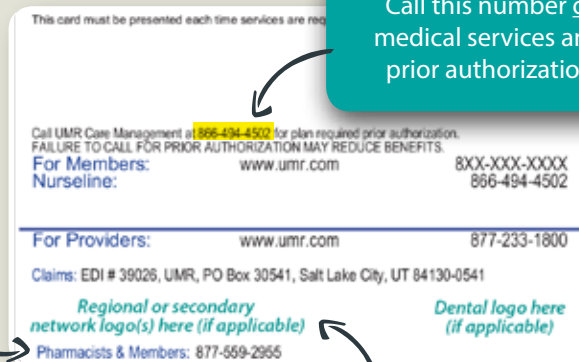 Call this number g
medical services ar
prior authorizatio
This card must be presented each time services are req
Call UMR Care Management at 866-494-4502 for plan required prior authorization.
FAILURE TO CALL FOR PRIOR AUTHORIZATION MAY REDUCE BENEFITS.
For Members: www.umr.com 8XX-XXX-XXXX
Nurseline: 866-494-4502
For Providers: www.umr.com 877-233-1800
Claims: EDI # 39026, UMR, PO Box 30541, Salt Lake City, UT 84130-0541
Regional or secondary
network logo(s) here (if applicable)
Dental logo here
(if applicable)
Pharmacists & Members: 877-559-2955